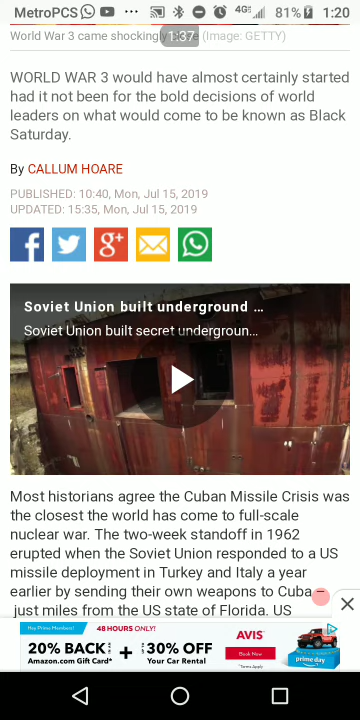 MetroPCS ... 4G 81% 1:20
World War 3 came shockingly (Image: GETTY)
1:37
WORLD WAR 3 would have almost certainly started
had it not been for the bold decisions of world
leaders on what would come to be known as Black
Saturday.
By CALLUM HOARE
PUBLISHED: 10:40, Mon, Jul 15, 2019
UPDATED: 15:35, Mon, Jul 15, 2019
Soviet Union built underground …
Soviet Union built secret undergroun…
Most historians agree the Cuban Missile Crisis was
the closest the world has come to full-scale
nuclear war. The two-week standoff in 1962
erupted when the Soviet Union responded to a US
missile deployment in Turkey and Italy a year
earlier by sending their own weapons to Cuba –
just miles from the US state of Florida. US
Hey Prime Members! 48 HOURS ONLY!
20% BACK + 30% OFF
Amazon.com Gift Card* Your Car Rental
AVIS
Book Now
*Terms Apply
prime day